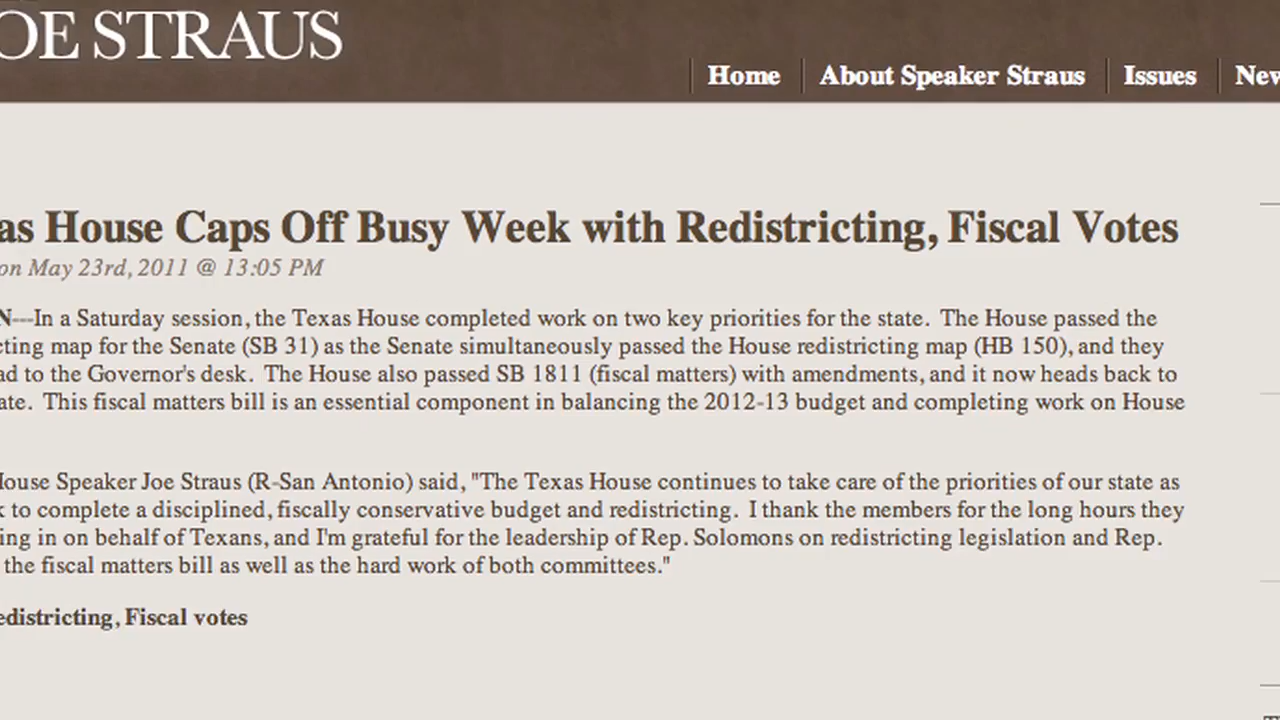 OE STRAUS
Home
About Speaker Straus
Issues
New
as House Caps Off Busy Week with Redistricting, Fiscal Votes
on May 23rd, 2011 @ 13:05 PM
N---In a Saturday session, the Texas House completed work on two key priorities for the state. The House passed the
cting map for the Senate (SB 31) as the Senate simultaneously passed the House redistricting map (HB 150), and they
ad to the Governor's desk. The House also passed SB 1811 (fiscal matters) with amendments, and it now heads back to
ate. This fiscal matters bill is an essential component in balancing the 2012-13 budget and completing work on House
House Speaker Joe Straus (R-San Antonio) said, "The Texas House continues to take care of the priorities of our state as
k to complete a disciplined, fiscally conservative budget and redistricting. I thank the members for the long hours they
ing in on behalf of Texans, and I'm grateful for the leadership of Rep. Solomons on redistricting legislation and Rep.
the fiscal matters bill as well as the hard work of both committees."
edistricting, Fiscal votes